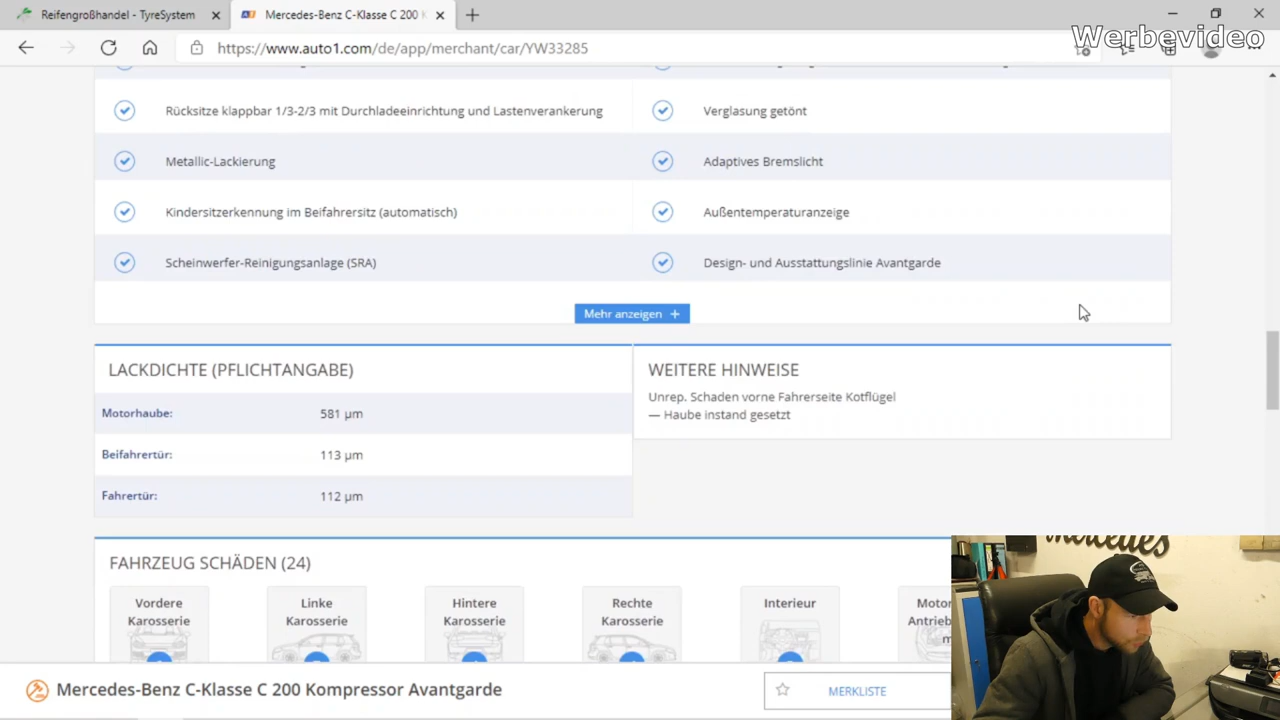 Reifengroßhandel - TyreSystem
Mercedes-Benz C-Klasse C 200 K
Werbevideo
https://www.auto1.com/de/app/merchant/car/YW33285
Rücksitze klappbar 1/3-2/3 mit Durchladeeinrichtung und Lastenverankerung
Verglasung getönt
Metallic-Lackierung
Adaptives Bremslicht
Kindersitzerkennung im Beifahrersitz (automatisch)
Außentemperaturanzeige
Scheinwerfer-Reinigungsanlage (SRA)
Design- und Ausstattungslinie Avantgarde
Mehr anzeigen +
LACKDICHTE (PFLICHTANGABE)
Motorhaube: 581 µm
Beifahrertür: 113 µm
Fahrertür: 112 µm
WEITERE HINWEISE
Unrep. Schaden vorne Fahrerseite Kotflügel
— Haube instand gesetzt
FAHRZEUG SCHÄDEN (24)
Vordere
Karosserie
Linke
Karosserie
Hintere
Karosserie
Rechte
Karosserie
Interieur
Motor
Antrieb
mercedes
Mercedes-Benz C-Klasse C 200 Kompressor Avantgarde
MERKLISTE